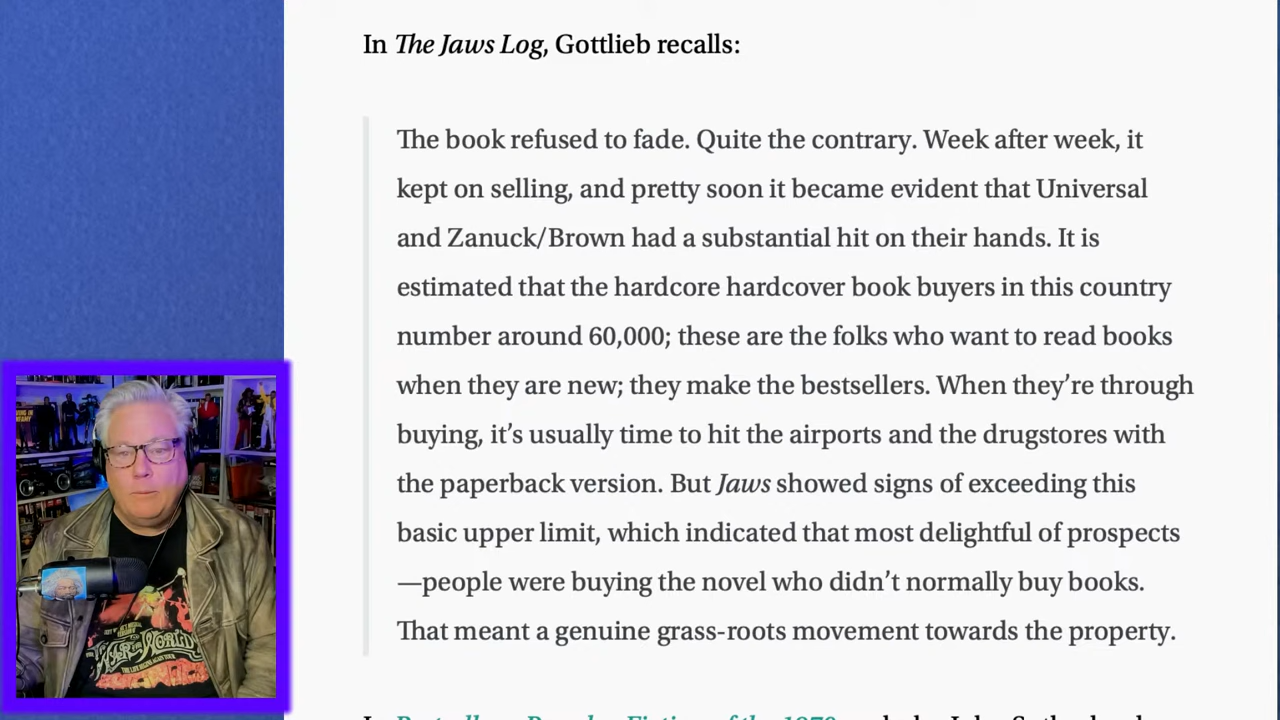 In The Jaws Log, Gottlieb recalls:
The book refused to fade. Quite the contrary. Week after week, it
kept on selling, and pretty soon it became evident that Universal
and Zanuck/Brown had a substantial hit on their hands. It is
estimated that the hardcore hardcover book buyers in this country
number around 60,000; these are the folks who want to read books
when they are new; they make the bestsellers. When they’re through
buying, it’s usually time to hit the airports and the drugstores with
the paperback version. But Jaws showed signs of exceeding this
basic upper limit, which indicated that most delightful of prospects
—people were buying the novel who didn’t normally buy books.
That meant a genuine grass-roots movement towards the property.
WORLDS